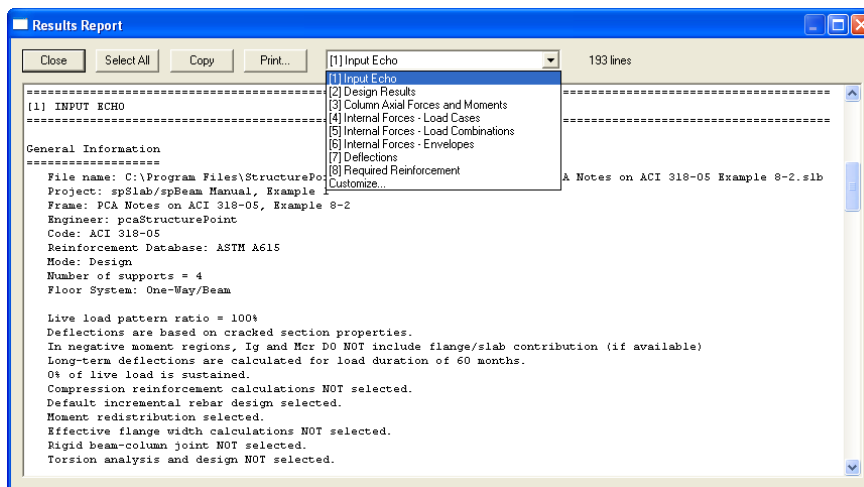 Results Report
Close Select All Copy Print... [1] Input Echo 193 lines
[1] Input Echo
[2] Design Results
[3] Column Axial Forces and Moments
[4] Internal Forces - Load Cases
[5] Internal Forces - Load Combinations
[6] Internal Forces - Envelopes
[7] Deflections
[8] Required Reinforcement
Customize...
[1] INPUT ECHO
General Information
File name: C:\Program Files\StructurePo A Notes on ACI 318-05 Example 8-2.slb
Project: spSlab/spBeam Manual, Example
Frame: PCA Notes on ACI 318-05, Example 8-2
Engineer: pcaStructurePoint
Code: ACI 318-05
Reinforcement Database: ASTM A615
Mode: Design
Number of supports = 4
Floor System: One-Way/Beam
Live load pattern ratio = 100%
Deflections are based on cracked section properties.
In negative moment regions, Ig and Mcr DO NOT include flange/slab contribution (if available)
Long-term deflections are calculated for load duration of 60 months.
0% of live load is sustained.
Compression reinforcement calculations NOT selected.
Default incremental rebar design selected.
Moment redistribution selected.
Effective flange width calculations NOT selected.
Rigid beam-column joint NOT selected.
Torsion analysis and design NOT selected.